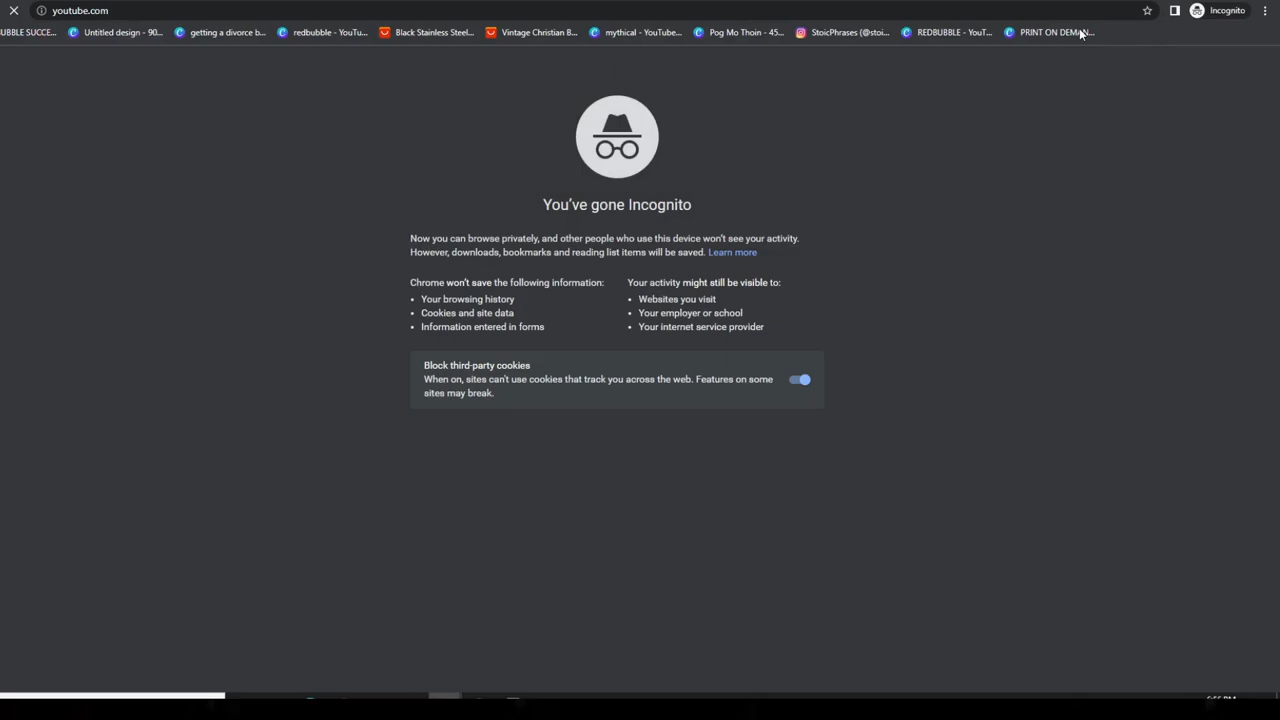 youtube.com
Incognito
UBBLE SUCCE... Untitled design - 90... getting a divorce b... redbubble - YouTu... Black Stainless Steel... Vintage Christian B... mythical - YouTube... Pog Mo Thoin - 45... StoicPhrases (@stoi... REDBUBBLE - YouT... PRINT ON DEMAN...
You've gone Incognito
Now you can browse privately, and other people who use this device won't see your activity.
However, downloads, bookmarks and reading list items will be saved. Learn more
Chrome won't save the following information:
• Your browsing history
• Cookies and site data
• Information entered in forms
Your activity might still be visible to:
• Websites you visit
• Your employer or school
• Your internet service provider
Block third-party cookies
When on, sites can't use cookies that track you across the web. Features on some
sites may break.